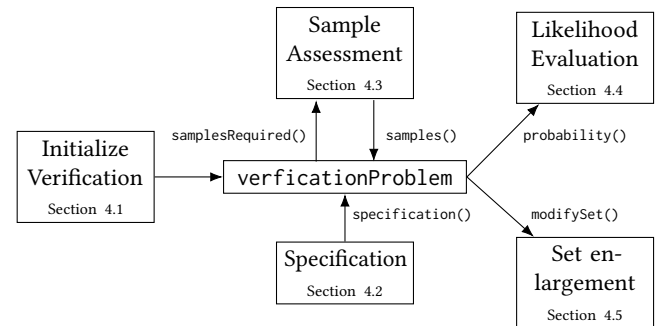 Sample
Assessment
Section 4.3
Likelihood
Evaluation
Section 4.4
samplesRequired()
samples()
probability()
Initialize
Verification
Section 4.1
verficationProblem
specification()
modifySet()
Specification
Section 4.2
Set en-
largement
Section 4.5